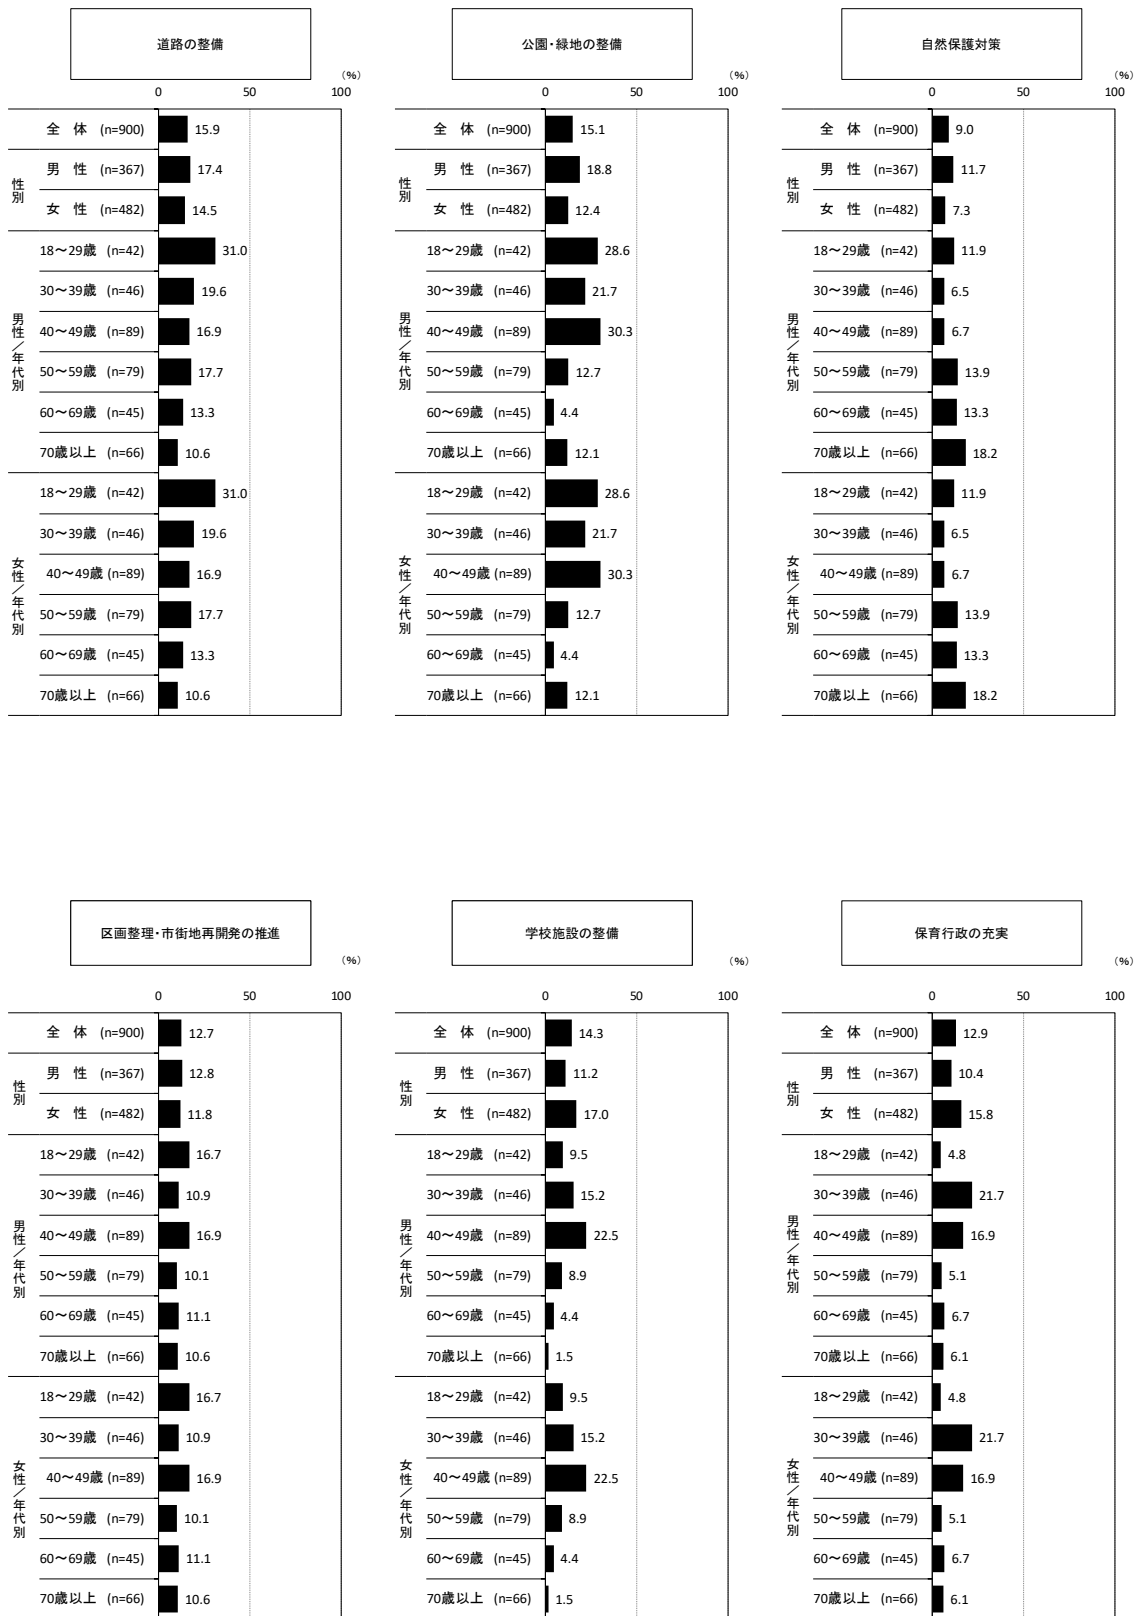 道路の整備
(%)
0 50 100
全 体 (n=900) 15.9
性別
男 性 (n=367) 17.4
女 性 (n=482) 14.5
男性/年代別
18～29歳 (n=42) 31.0
30～39歳 (n=46) 19.6
40～49歳 (n=89) 16.9
50～59歳 (n=79) 17.7
60～69歳 (n=45) 13.3
70歳以上 (n=66) 10.6
女性/年代別
18～29歳 (n=42) 31.0
30～39歳 (n=46) 19.6
40～49歳 (n=89) 16.9
50～59歳 (n=79) 17.7
60～69歳 (n=45) 13.3
70歳以上 (n=66) 10.6
公園・緑地の整備
(%)
0 50 100
全 体 (n=900) 15.1
性別
男 性 (n=367) 18.8
女 性 (n=482) 12.4
男性/年代別
18～29歳 (n=42) 28.6
30～39歳 (n=46) 21.7
40～49歳 (n=89) 30.3
50～59歳 (n=79) 12.7
60～69歳 (n=45) 4.4
70歳以上 (n=66) 12.1
女性/年代別
18～29歳 (n=42) 28.6
30～39歳 (n=46) 21.7
40～49歳 (n=89) 30.3
50～59歳 (n=79) 12.7
60～69歳 (n=45) 4.4
70歳以上 (n=66) 12.1
自然保護対策
(%)
0 50 100
全 体 (n=900) 9.0
性別
男 性 (n=367) 11.7
女 性 (n=482) 7.3
男性/年代別
18～29歳 (n=42) 11.9
30～39歳 (n=46) 6.5
40～49歳 (n=89) 6.7
50～59歳 (n=79) 13.9
60～69歳 (n=45) 13.3
70歳以上 (n=66) 18.2
女性/年代別
18～29歳 (n=42) 11.9
30～39歳 (n=46) 6.5
40～49歳 (n=89) 6.7
50～59歳 (n=79) 13.9
60～69歳 (n=45) 13.3
70歳以上 (n=66) 18.2
区画整理・市街地再開発の推進
(%)
0 50 100
全 体 (n=900) 12.7
性別
男 性 (n=367) 12.8
女 性 (n=482) 11.8
男性/年代別
18～29歳 (n=42) 16.7
30～39歳 (n=46) 10.9
40～49歳 (n=89) 16.9
50～59歳 (n=79) 10.1
60～69歳 (n=45) 11.1
70歳以上 (n=66) 10.6
女性/年代別
18～29歳 (n=42) 16.7
30～39歳 (n=46) 10.9
40～49歳 (n=89) 16.9
50～59歳 (n=79) 10.1
60～69歳 (n=45) 11.1
70歳以上 (n=66) 10.6
学校施設の整備
(%)
0 50 100
全 体 (n=900) 14.3
性別
男 性 (n=367) 11.2
女 性 (n=482) 17.0
男性/年代別
18～29歳 (n=42) 9.5
30～39歳 (n=46) 15.2
40～49歳 (n=89) 22.5
50～59歳 (n=79) 8.9
60～69歳 (n=45) 4.4
70歳以上 (n=66) 1.5
女性/年代別
18～29歳 (n=42) 9.5
30～39歳 (n=46) 15.2
40～49歳 (n=89) 22.5
50～59歳 (n=79) 8.9
60～69歳 (n=45) 4.4
70歳以上 (n=66) 1.5
保育行政の充実
(%)
0 50 100
全 体 (n=900) 12.9
性別
男 性 (n=367) 10.4
女 性 (n=482) 15.8
男性/年代別
18～29歳 (n=42) 4.8
30～39歳 (n=46) 21.7
40～49歳 (n=89) 16.9
50～59歳 (n=79) 5.1
60～69歳 (n=45) 6.7
70歳以上 (n=66) 6.1
女性/年代別
18～29歳 (n=42) 4.8
30～39歳 (n=46) 21.7
40～49歳 (n=89) 16.9
50～59歳 (n=79) 5.1
60～69歳 (n=45) 6.7
70歳以上 (n=66) 6.1